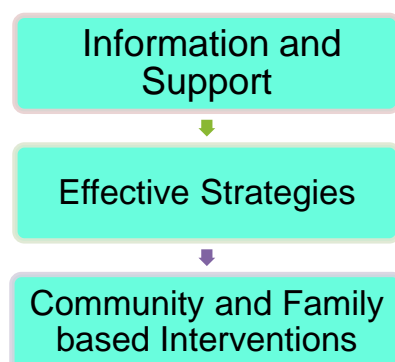 Information and
Support
Effective Strategies
Community and Family
based Interventions